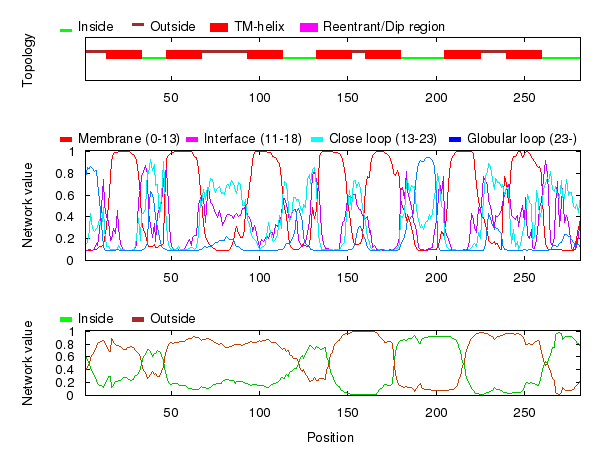 Inside Outside TM-helix Reentrant/Dip region
Topology
50 100 150 200 250
Membrane (0-13) Interface (11-18) Close loop (13-23) Globular loop (23-)
Network value
1
0.8
0.6
0.4
0.2
0
50 100 150 200 250
Inside Outside
Network value
1
0.8
0.6
0.4
0.2
0
50 100 150 200 250
Position